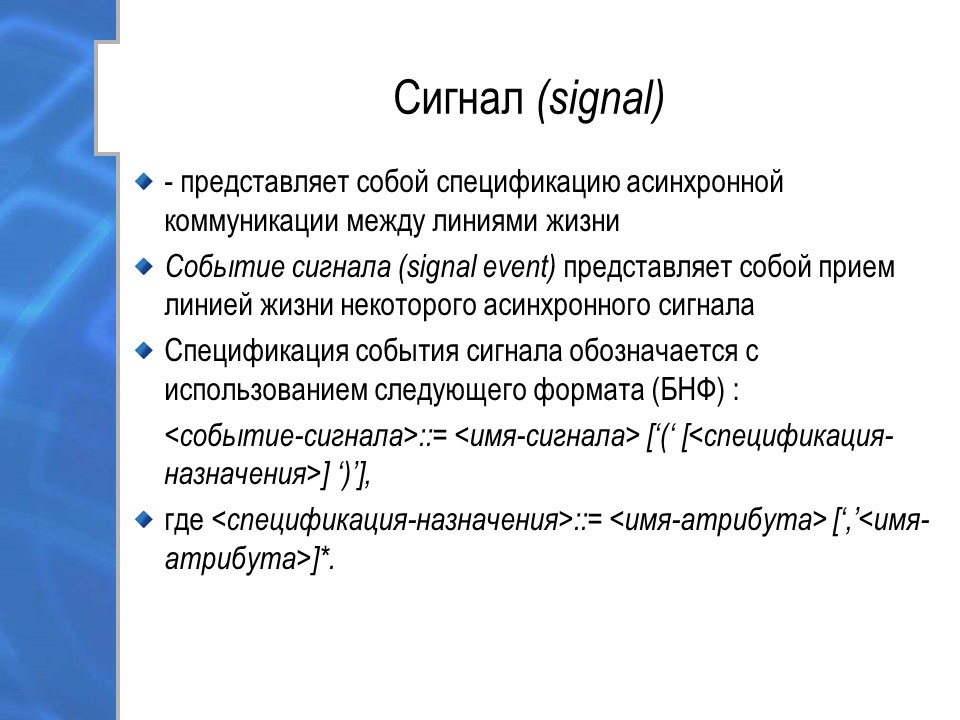 Сигнал (signal)
- представляет собой спецификацию асинхронной
коммуникации между линиями жизни
Событие сигнала (signal event) представляет собой прием
линией жизни некоторого асинхронного сигнала
Спецификация события сигнала обозначается с
использованием следующего формата (БНФ) :
<событие-сигнала>::= <имя-сигнала> [‘(‘ [<спецификация-
назначения>] ‘)’],
где <спецификация-назначения>::= <имя-атрибута> [‘,’<имя-
атрибута>]*.